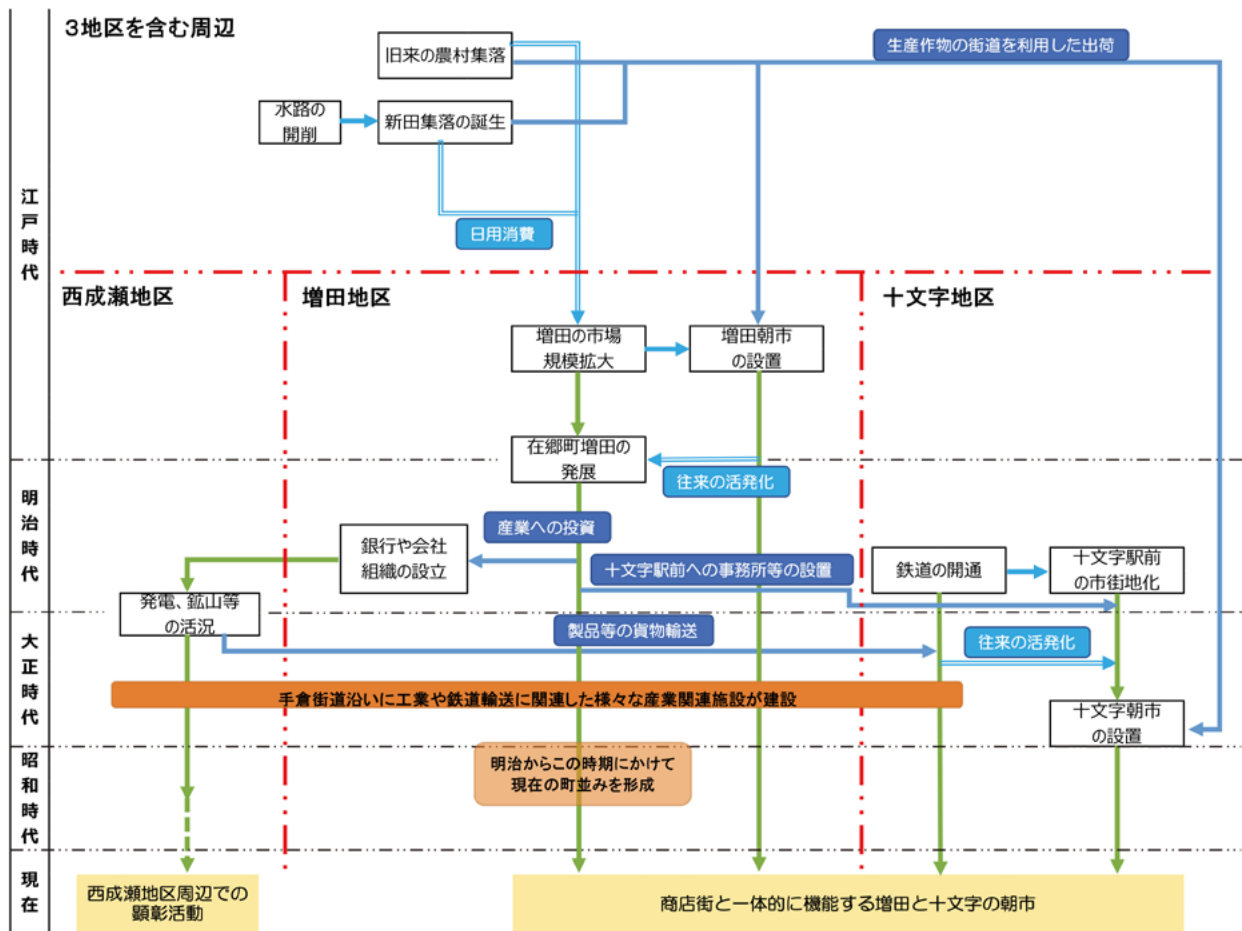 3地区を含む周辺
旧来の農村集落
生産作物の街道を利用した出荷
水路の
開削
新田集落の誕生
江戸時代
日用消費
西成瀬地区
増田地区
十文字地区
増田の市場
規模拡大
増田朝市
の設置
在郷町増田の
発展
往来の活発化
明治時代
産業への投資
銀行や会社
組織の設立
十文字駅前への事務所等の設置
鉄道の開通
十文字駅前
の市街地化
発電、鉱山等
の活況
大正時代
製品等の貨物輸送
往来の活発化
手倉街道沿いに工業や鉄道輸送に関連した様々な産業関連施設が建設
十文字朝市
の設置
昭和時代
明治からこの時期にかけて
現在の町並みを形成
現在
西成瀬地区周辺での
顕彰活動
商店街と一体的に機能する増田と十文字の朝市